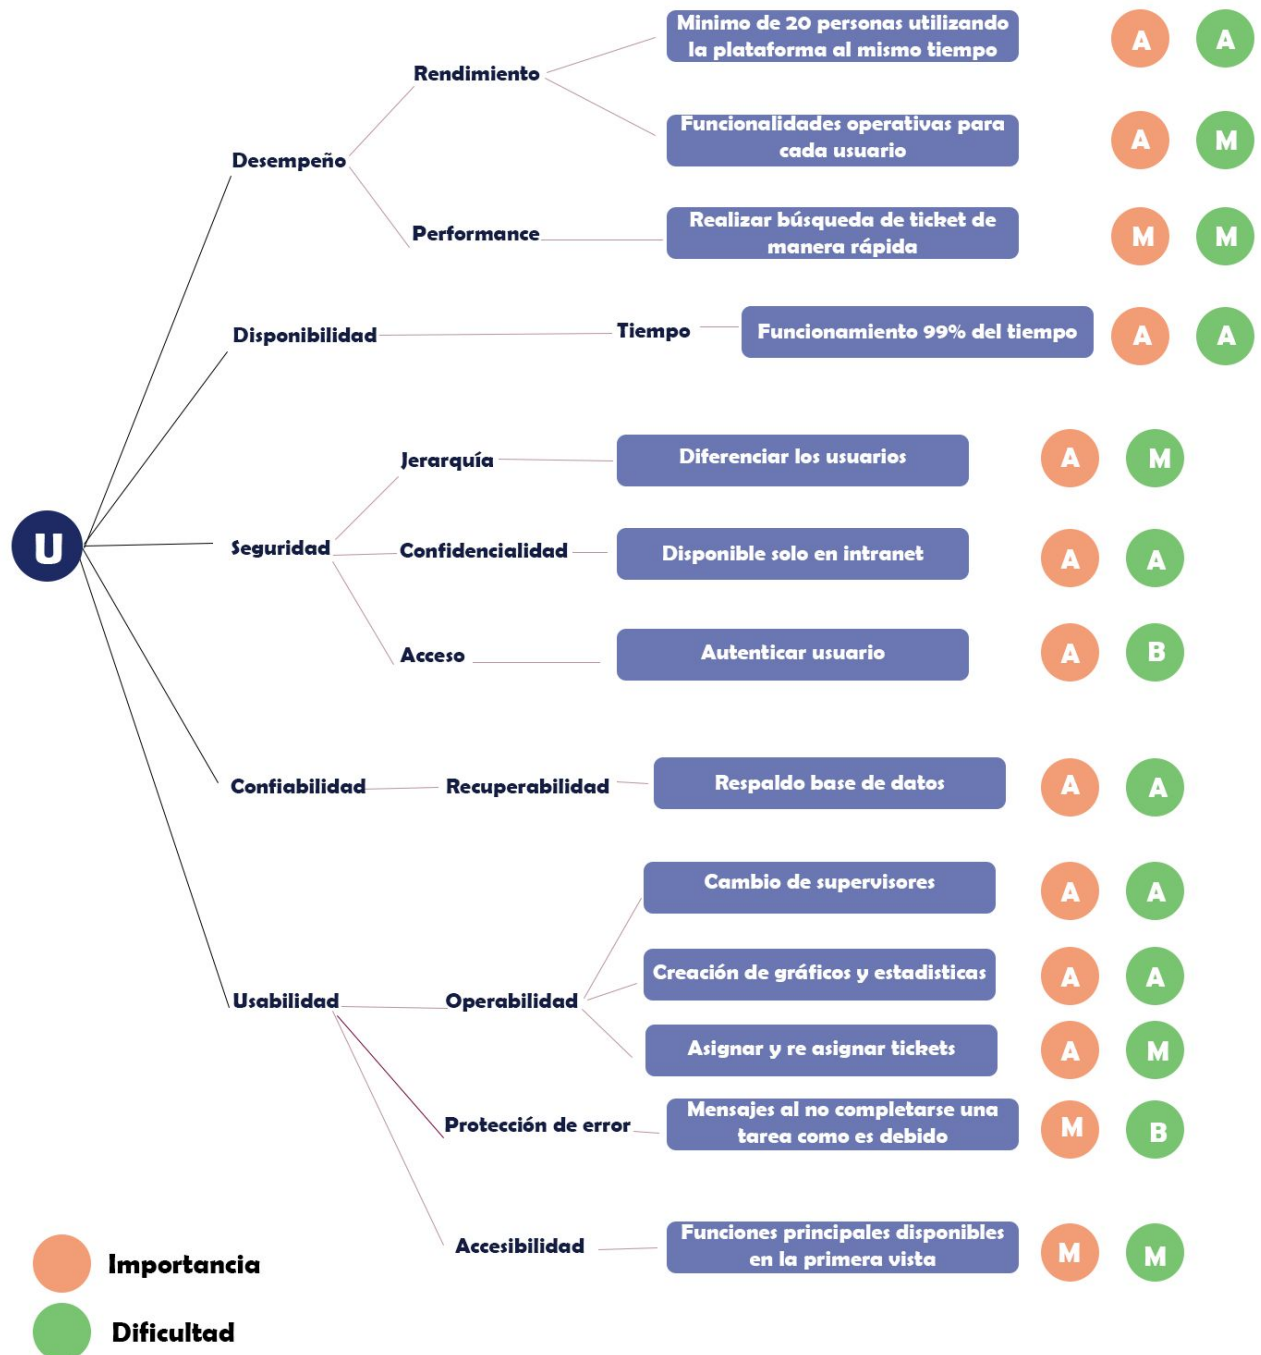 Minimo de 20 personas utilizando
la plataforma al mismo tiempo
A
A
Rendimiento
Funcionalidades operativas para
cada usuario
A
M
Desempeño
Performance
Realizar búsqueda de ticket de
manera rápida
M
M
Disponibilidad
Tiempo
Funcionamiento 99% del tiempo
A
A
Jerarquía
Diferenciar los usuarios
A
M
U
Seguridad
Confidencialidad
Disponible solo en intranet
A
A
Acceso
Autenticar usuario
A
B
Confiabilidad
Recuperabilidad
Respaldo base de datos
A
A
Cambio de supervisores
A
A
Usabilidad
Operabilidad
Creación de gráficos y estadisticas
A
A
Asignar y re asignar tickets
A
M
Protección de error
Mensajes al no completarse una
tarea como es debido
M
B
Accesibilidad
Funciones principales disponibles
en la primera vista
M
M
Importancia
Dificultad